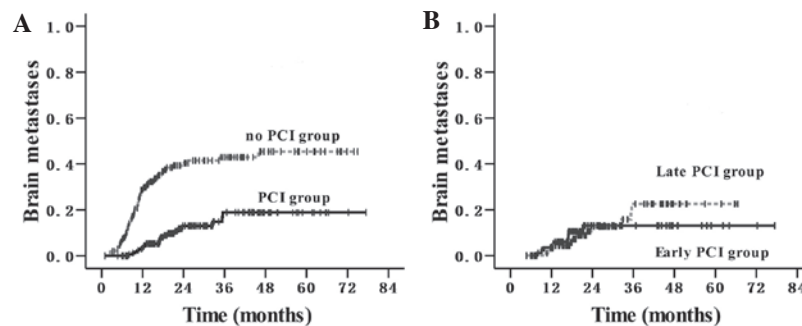 A
1.0
0.8
0.6
0.4
0.2
0.0
Brain metastases
no PCI group
PCI group
0 12 24 36 48 60 72 84
Time (months)
B
1.0
0.8
0.6
0.4
0.2
0.0
Brain metastases
Late PCI group
Early PCI group
0 12 24 36 48 60 72 84
Time (months)